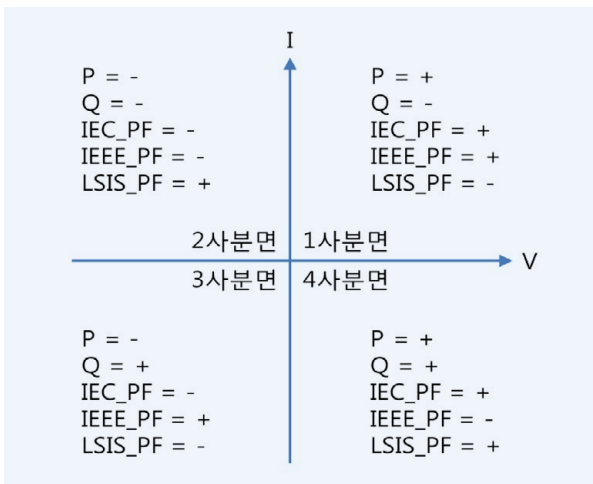 I
P = -
Q = -
IEC_PF = -
IEEE_PF = -
LSIS_PF = +
P = +
Q = -
IEC_PF = +
IEEE_PF = +
LSIS_PF = -
2사분면
1사분면
V
3사분면
4사분면
P = -
Q = +
IEC_PF = -
IEEE_PF = +
LSIS_PF = -
P = +
Q = +
IEC_PF = +
IEEE_PF = -
LSIS_PF = +